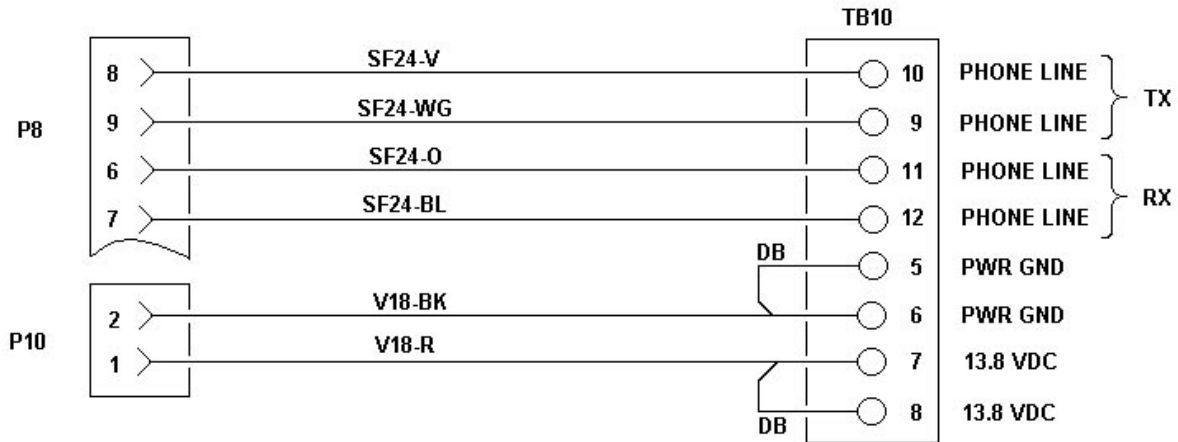 TB10
8 SF24-V 10 PHONE LINE
TX
P8 9 SF24-WG 9 PHONE LINE
6 SF24-O 11 PHONE LINE
RX
7 SF24-BL 12 PHONE LINE
DB 5 PWR GND
2 V18-BK 6 PWR GND
P10
1 V18-R 7 13.8 VDC
DB 8 13.8 VDC